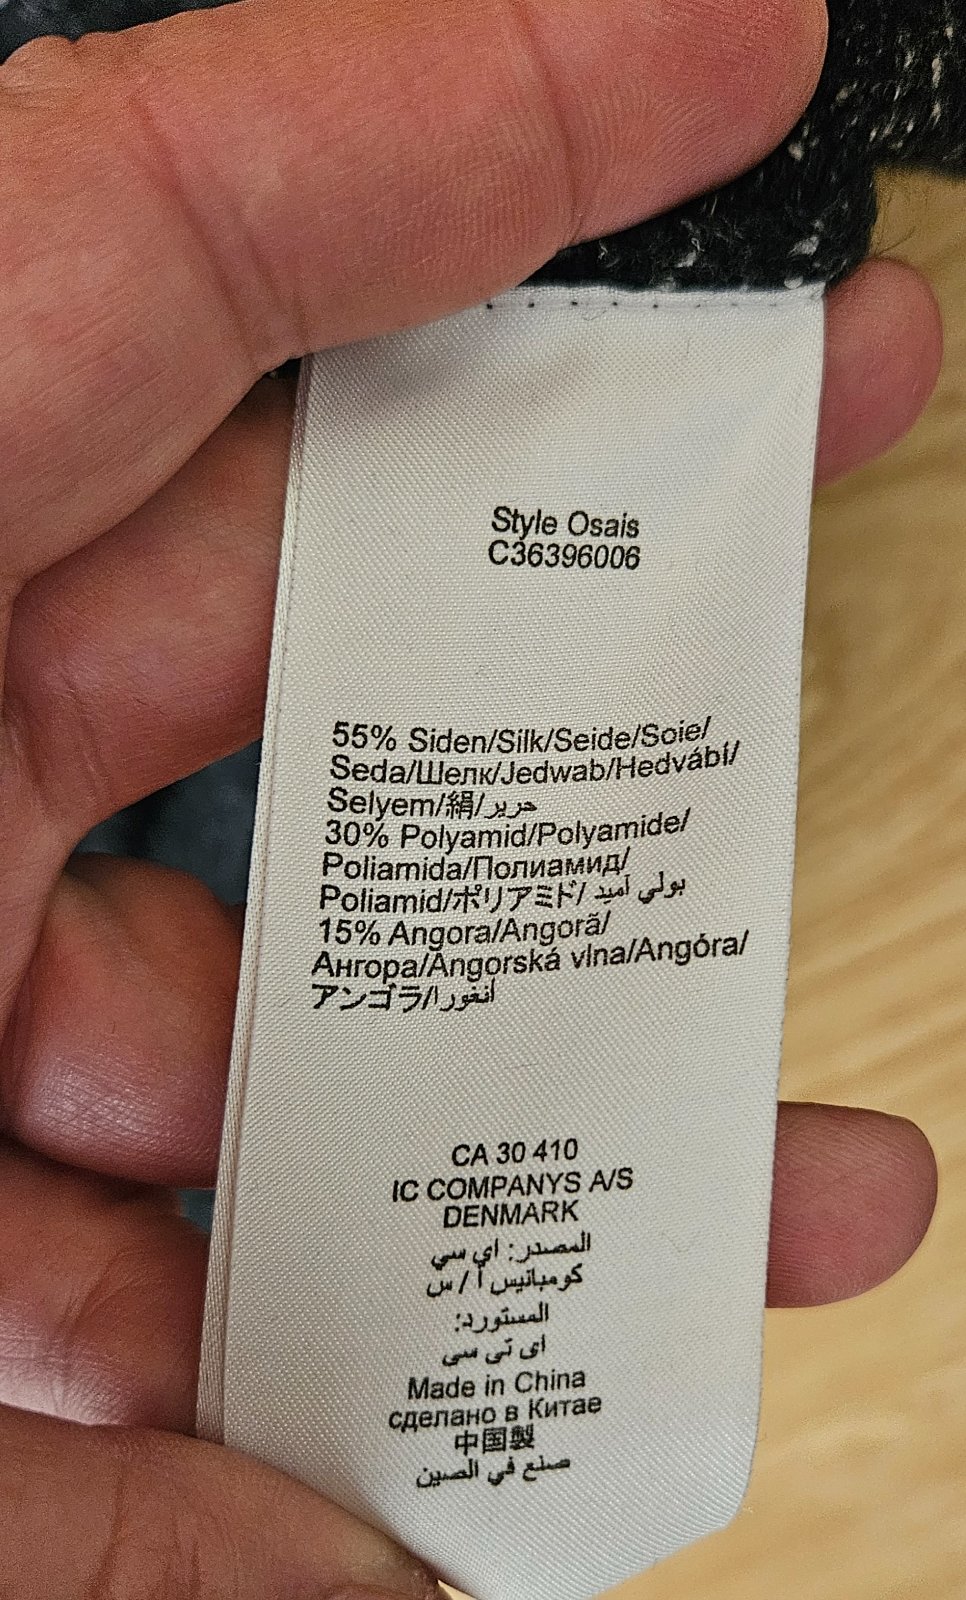 Style Osais
C36396006
55% Siden/Silk/Seide/Soie/
Seda/Шелк/Jedwab/Hedvábí/
Selyem/絹/حرير
30% Polyamid/Polyamide/
Poliamida/Полиамид/
Poliamid/ポリアミド/بولي أميد
15% Angora/Angorã/
Ангора/Angorská vlna/Angóra/
アンゴラ/انغورا
CA 30 410
IC COMPANYS A/S
DENMARK
المصدر: اي سي
كومبانيس أ / س
المستورد:
اى تى سى
Made in China
сделано в Китае
中国製
صنع في الصين